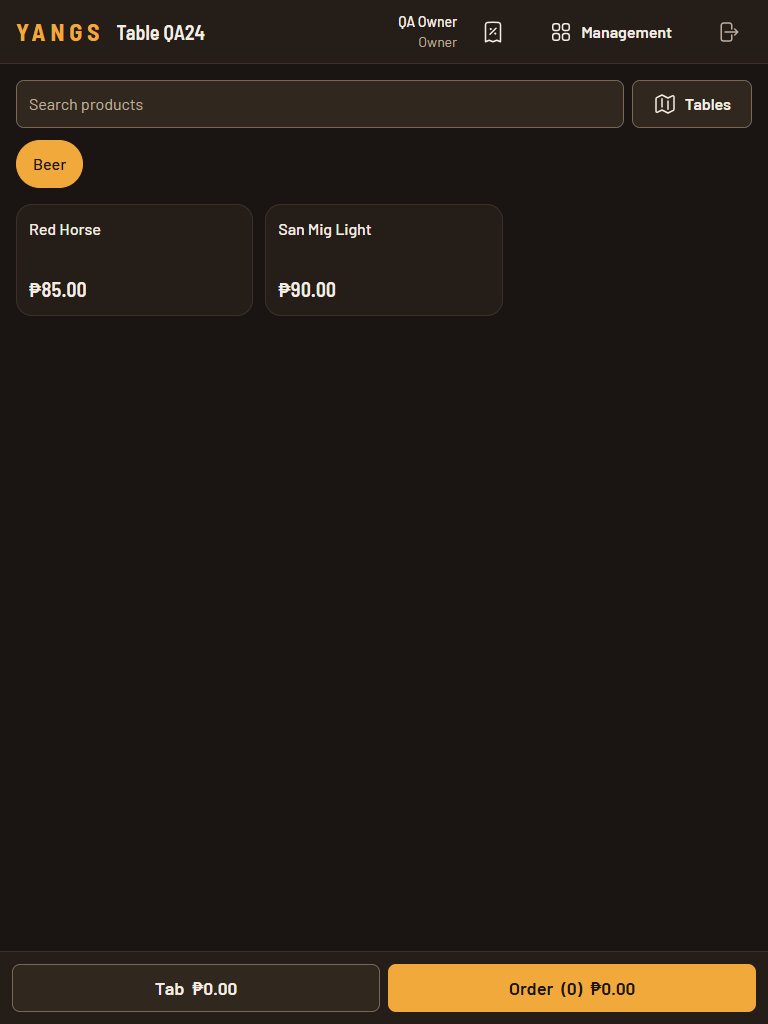 YANGS Table QA24
QA Owner
Owner
Management
Search products
Tables
Beer
Red Horse
₱85.00
San Mig Light
₱90.00
Tab ₱0.00
Order (0) ₱0.00